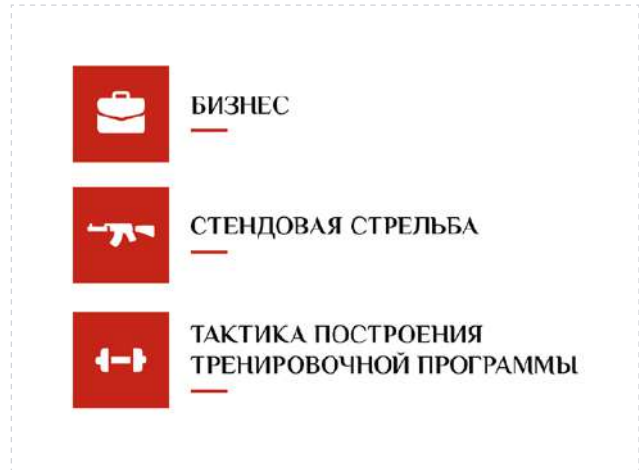 БИЗНЕС
СТЕНДОВАЯ СТРЕЛЬБА
ТАКТИКА ПОСТРОЕНИЯ
ТРЕНИРОВОЧНОЙ ПРОГРАММЫ